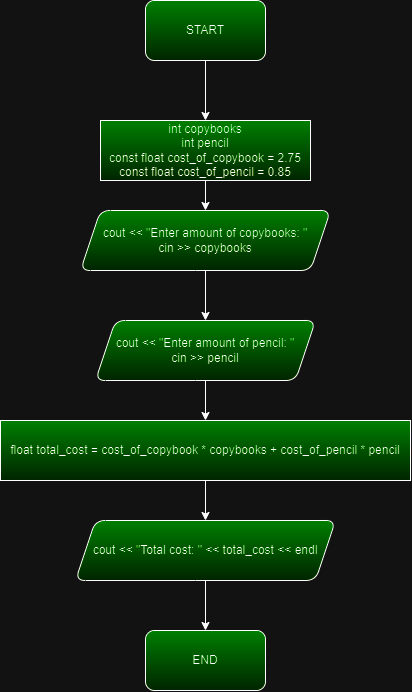 START
int copybooks
int pencil
const float cost_of_copybook = 2.75
const float cost_of_pencil = 0.85
cout << "Enter amount of copybooks: "
cin >> copybooks
cout << "Enter amount of pencil: "
cin >> pencil
float total_cost = cost_of_copybook * copybooks + cost_of_pencil * pencil
cout << "Total cost: " << total_cost << endl
END